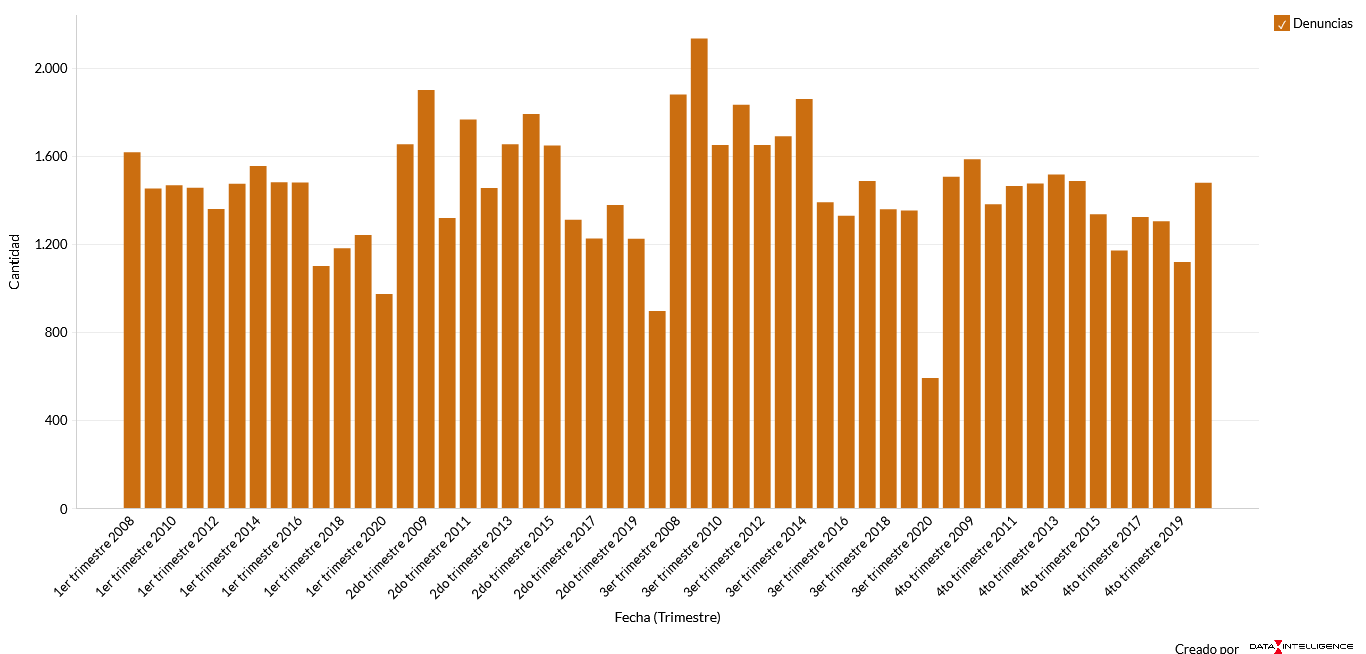 Denuncias
2.000
1.600
1.200
800
400
0
Cantidad
1er trimestre 2008
1er trimestre 2010
1er trimestre 2012
1er trimestre 2014
1er trimestre 2016
1er trimestre 2018
1er trimestre 2020
2do trimestre 2009
2do trimestre 2011
2do trimestre 2013
2do trimestre 2015
2do trimestre 2017
2do trimestre 2019
3er trimestre 2008
3er trimestre 2010
3er trimestre 2012
3er trimestre 2014
3er trimestre 2016
3er trimestre 2018
3er trimestre 2020
4to trimestre 2009
4to trimestre 2011
4to trimestre 2013
4to trimestre 2015
4to trimestre 2017
4to trimestre 2019
Fecha (Trimestre)
Creado por DATA INTELLIGENCE